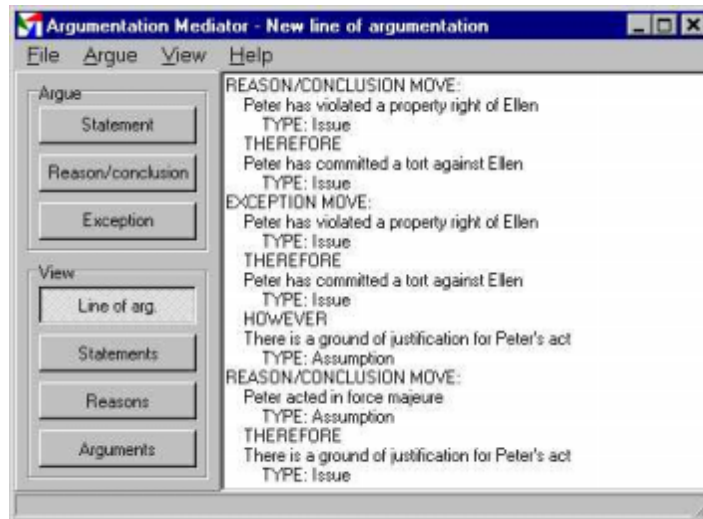 Argumentation Mediator - New line of argumentation
File Argue View Help
Argue
Statement
Reason/conclusion
Exception
View
Line of arg.
Statements
Reasons
Arguments
REASON/CONCLUSION MOVE:
Peter has violated a property right of Ellen
TYPE: Issue
THEREFORE
Peter has committed a tort against Ellen
TYPE: Issue
EXCEPTION MOVE:
Peter has violated a property right of Ellen
TYPE: Issue
THEREFORE
Peter has committed a tort against Ellen
TYPE: Issue
HOWEVER
There is a ground of justification for Peter's act
TYPE: Assumption
REASON/CONCLUSION MOVE:
Peter acted in force majeure
TYPE: Assumption
THEREFORE
There is a ground of justification for Peter's act
TYPE: Issue